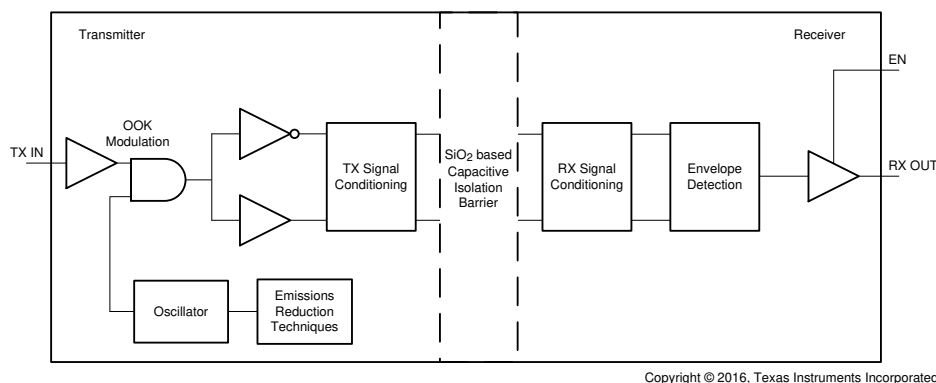 Transmitter
Receiver
EN
OOK
Modulation
TX IN
TX Signal
Conditioning
SiO2 based
Capacitive
Isolation
Barrier
RX Signal
Conditioning
Envelope
Detection
RX OUT
Oscillator
Emissions
Reduction
Techniques
Copyright © 2016, Texas Instruments Incorporated